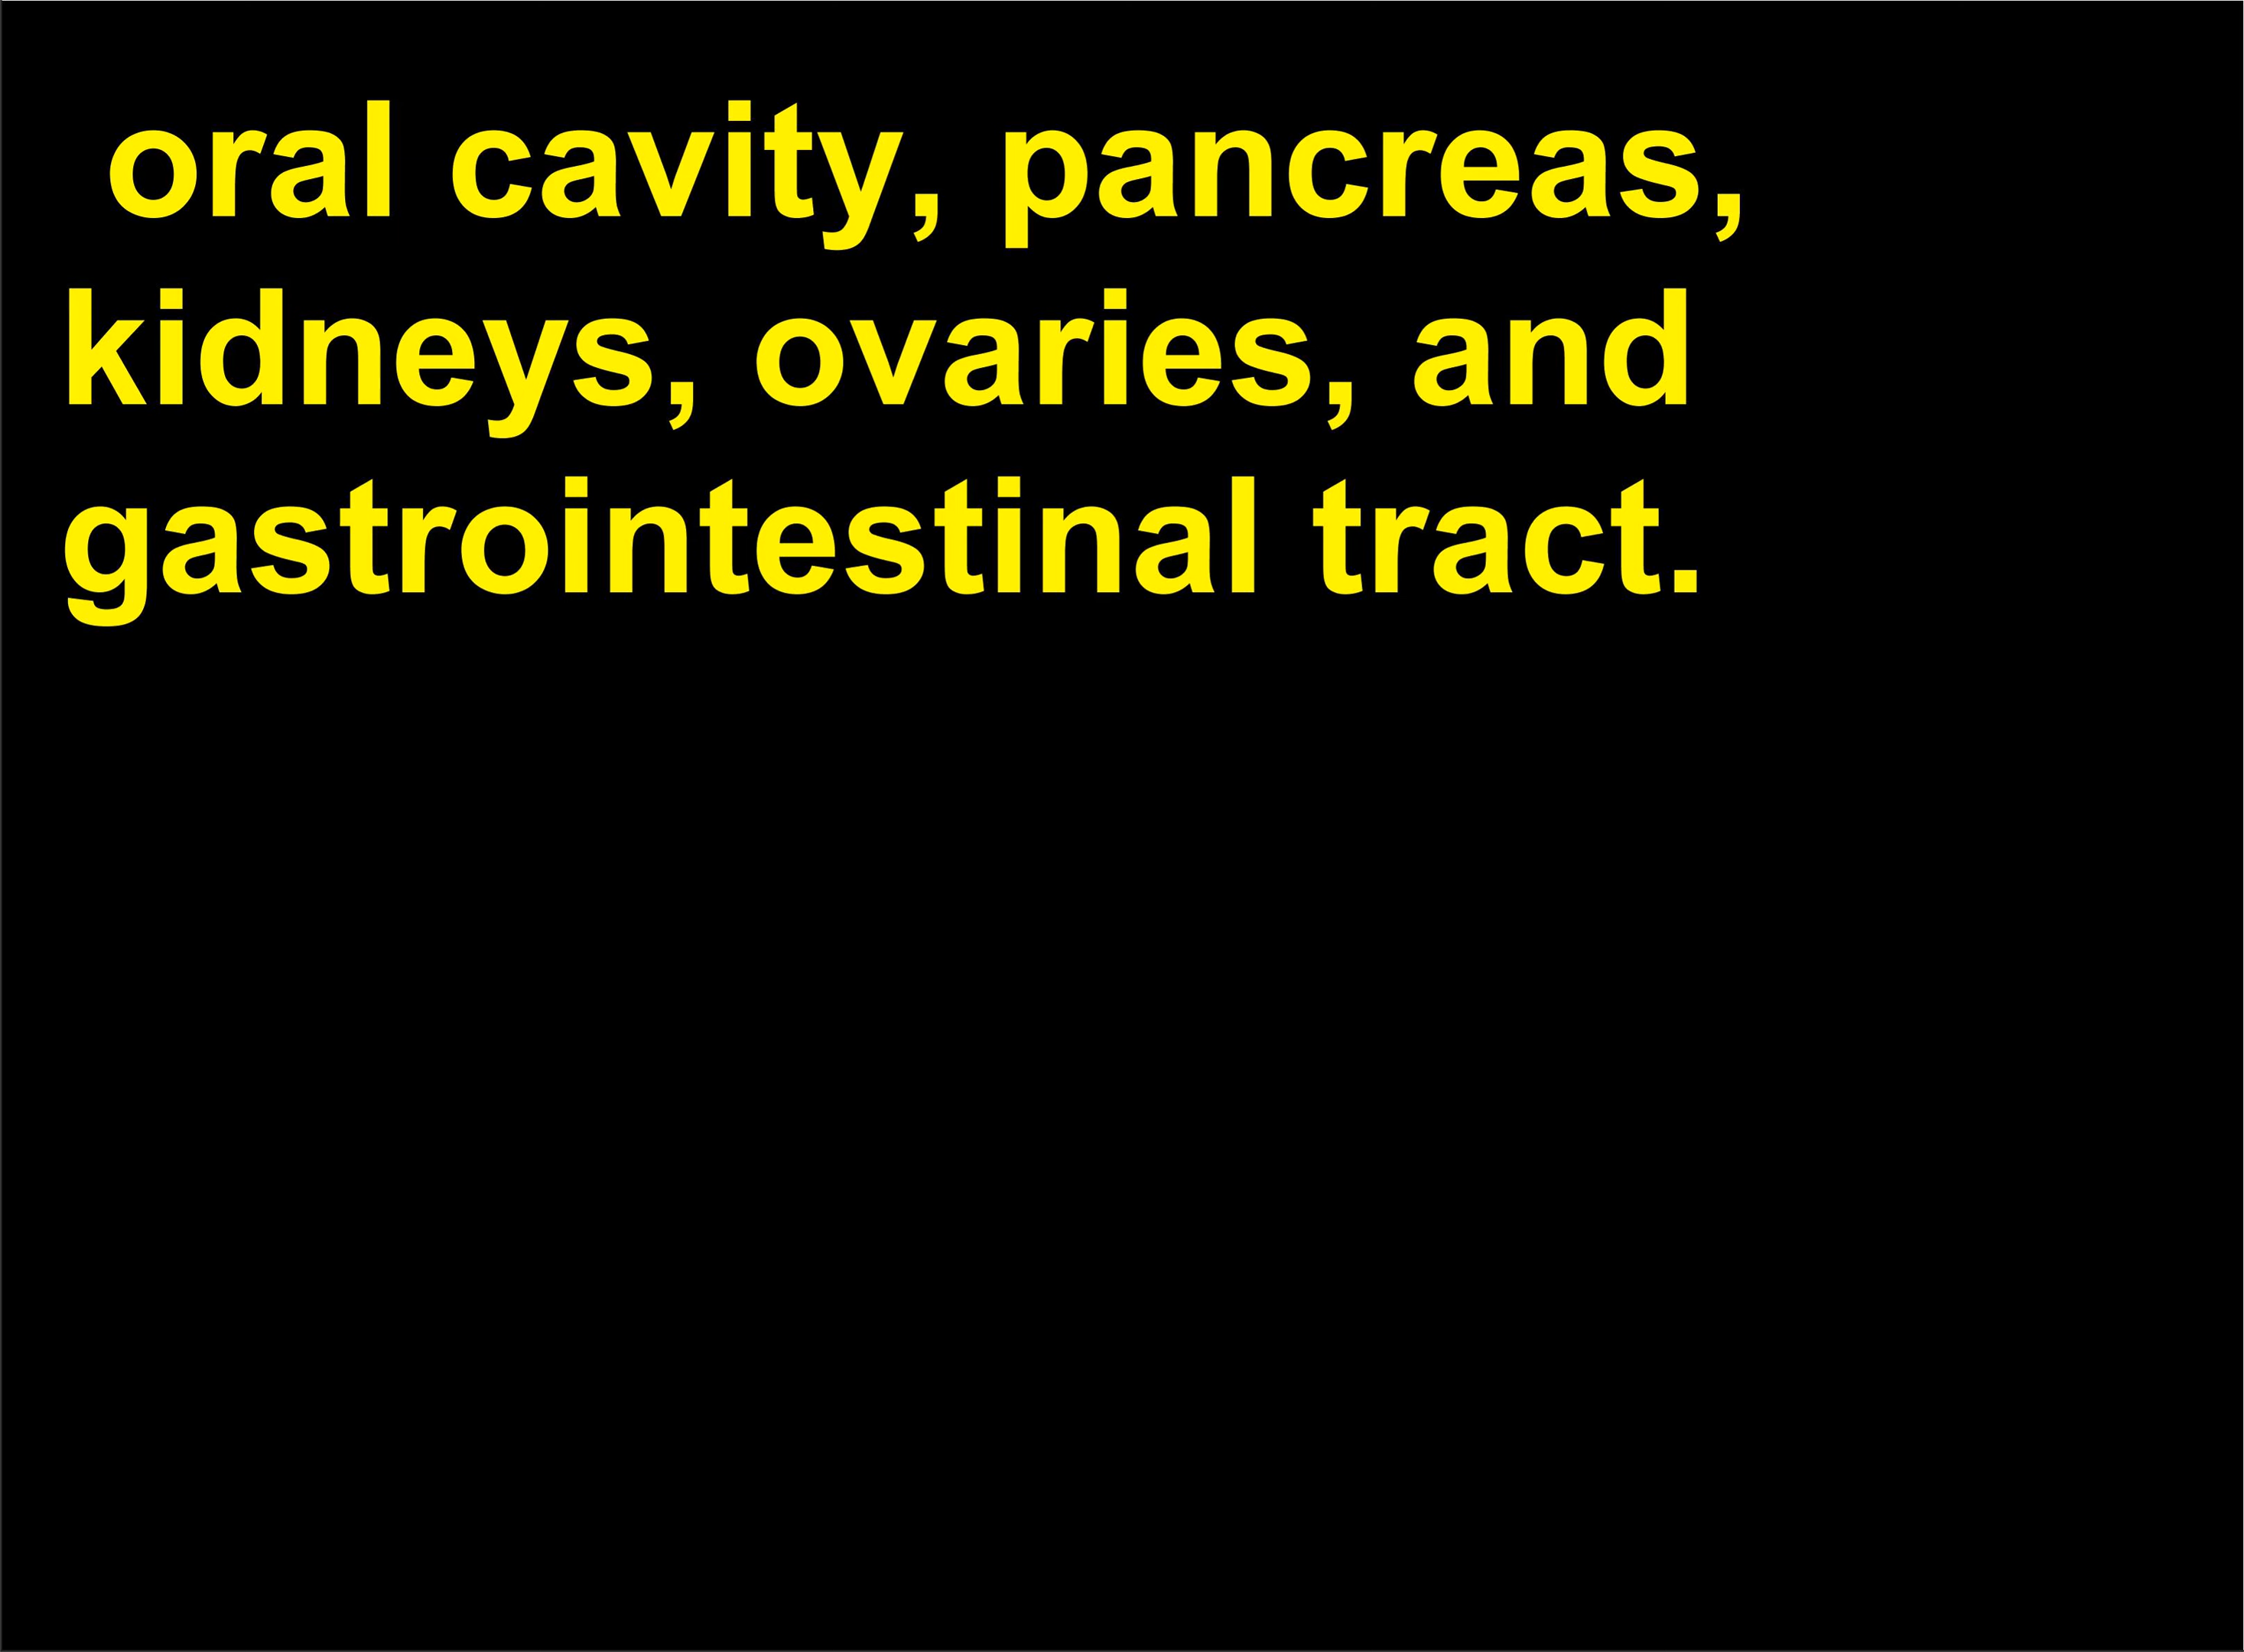 oral cavity, pancreas,
kidneys, ovaries, and
gastrointestinal tract.